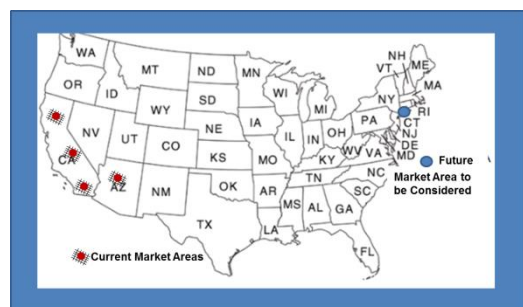 WA
NH
ME
VT
MT
ND
MN
OR
ID
WI
MA
SD
NY
WY
MI
RI
CT
IA
PA
NV
NE
NJ
OH
IL
IN
DE
UT
CO
WV
VA
MD
CA
KS
MO
KY
Future
NC
Market Area to
be Considered
TN
AZ
OK
NM
AR
SC
MS
AL
GA
TX
LA
FL
Current Market Areas